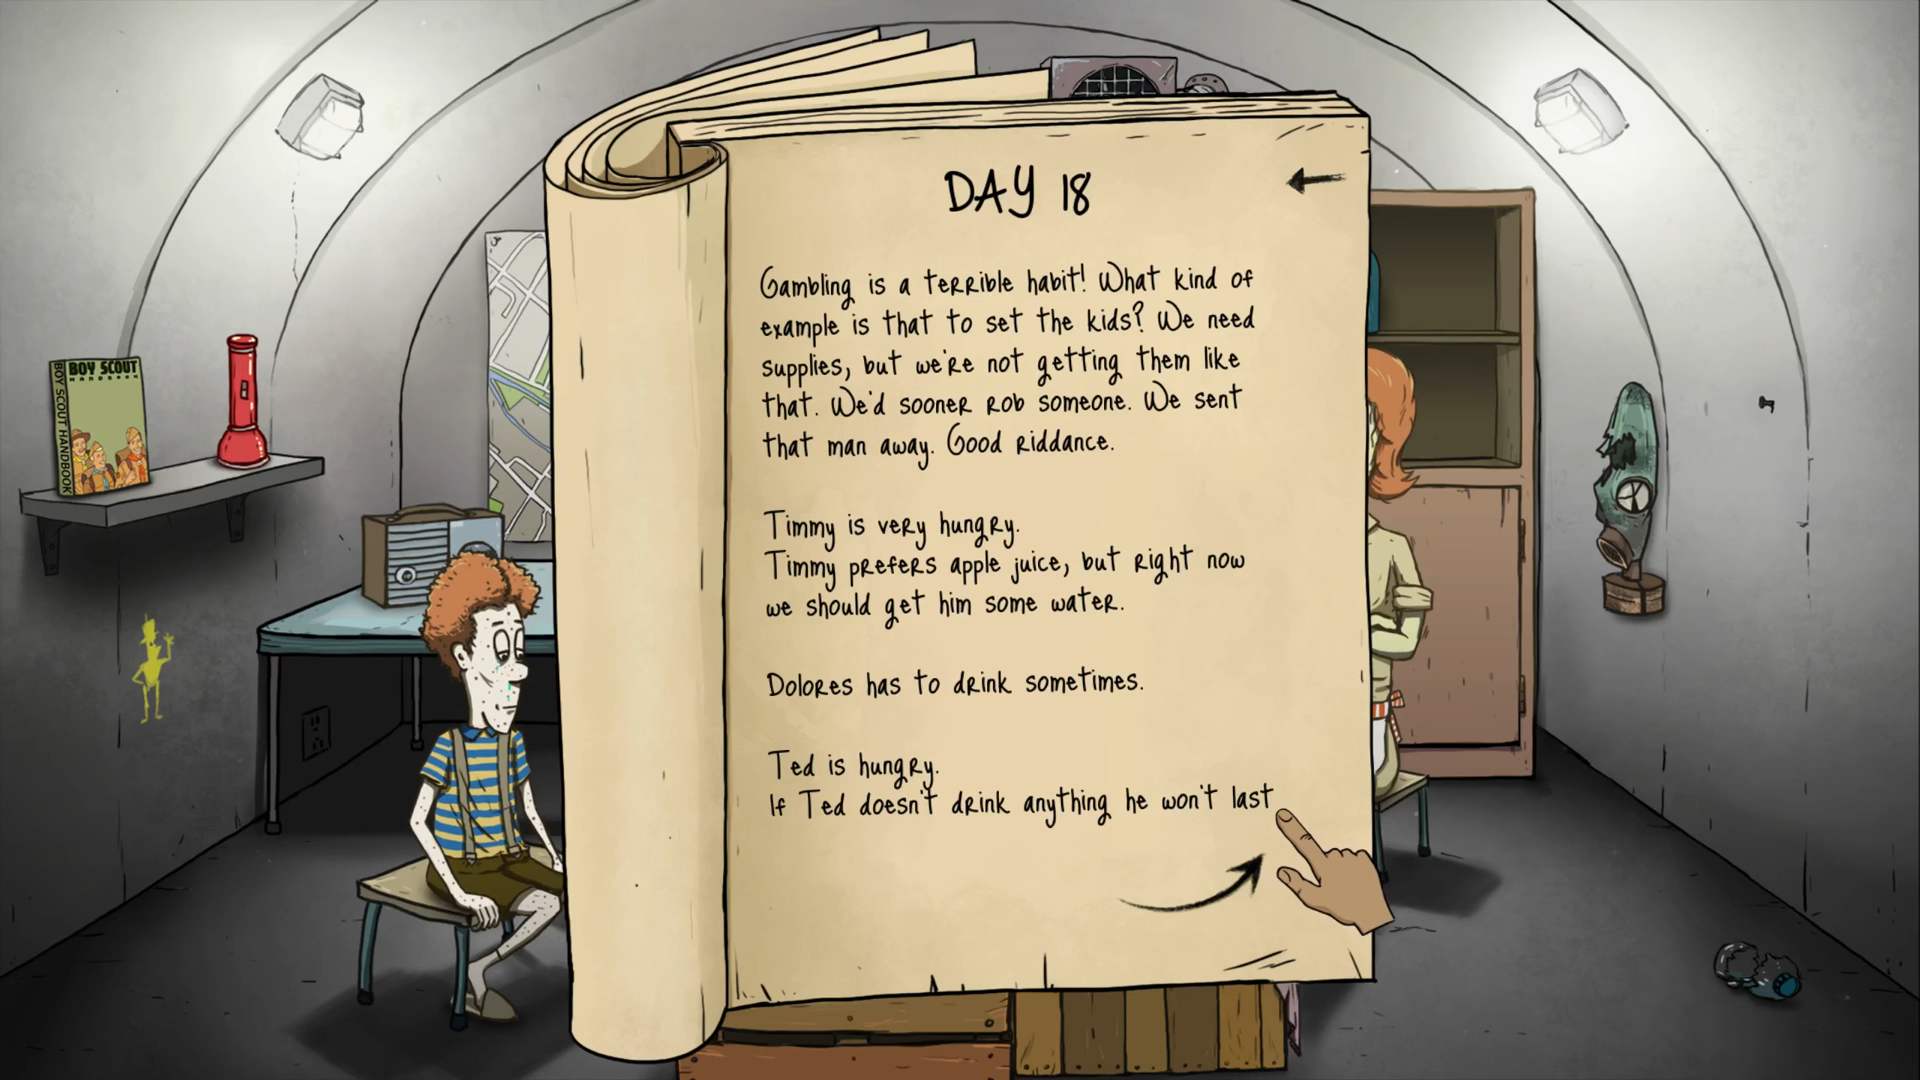 DAY 18
Gambling is a terrible habit! What kind of
example is that to set the kids? We need
supplies, but we're not getting them like
that. We'd sooner rob someone. We sent
that man away. Good riddance.
Timmy is very hungry.
Timmy prefers apple juice, but right now
we should get him some water.
Dolores has to drink sometimes.
Ted is hungry.
If Ted doesn't drink anything he won't last
BOY SCOUT
HANDBOOK
BOY SCOUT HANDBOOK